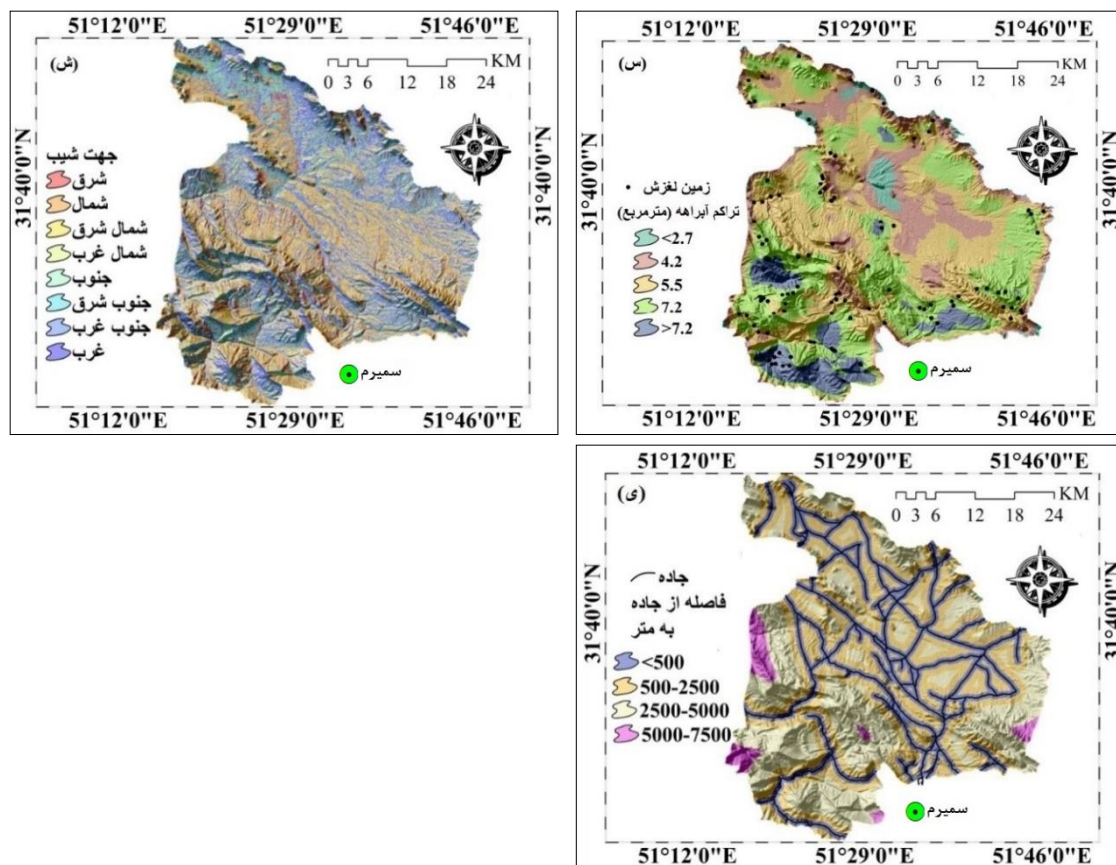 51°12'0"E 51°29'0"E 51°46'0"E
(ش)
KM
0 3 6 12 18 24
31°40'0"N
جهت شیب
شرق
شمال
شمال شرق
شمال غرب
جنوب
جنوب شرق
جنوب غرب
غرب
سمیرم
51°12'0"E 51°29'0"E 51°46'0"E
51°12'0"E 51°29'0"E 51°46'0"E
(س)
KM
0 3 6 12 18 24
31°40'0"N
زمین لغزش
تراکم آبراهه (مترمربع)
<2.7
4.2
5.5
7.2
>7.2
سمیرم
51°12'0"E 51°29'0"E 51°46'0"E
51°12'0"E 51°29'0"E 51°46'0"E
(ی)
KM
0 3 6 12 18 24
31°40'0"N
جاده
فاصله از جاده
به متر
<500
500-2500
2500-5000
5000-7500
سمیرم
51°12'0"E 51°29'0"E 51°46'0"E